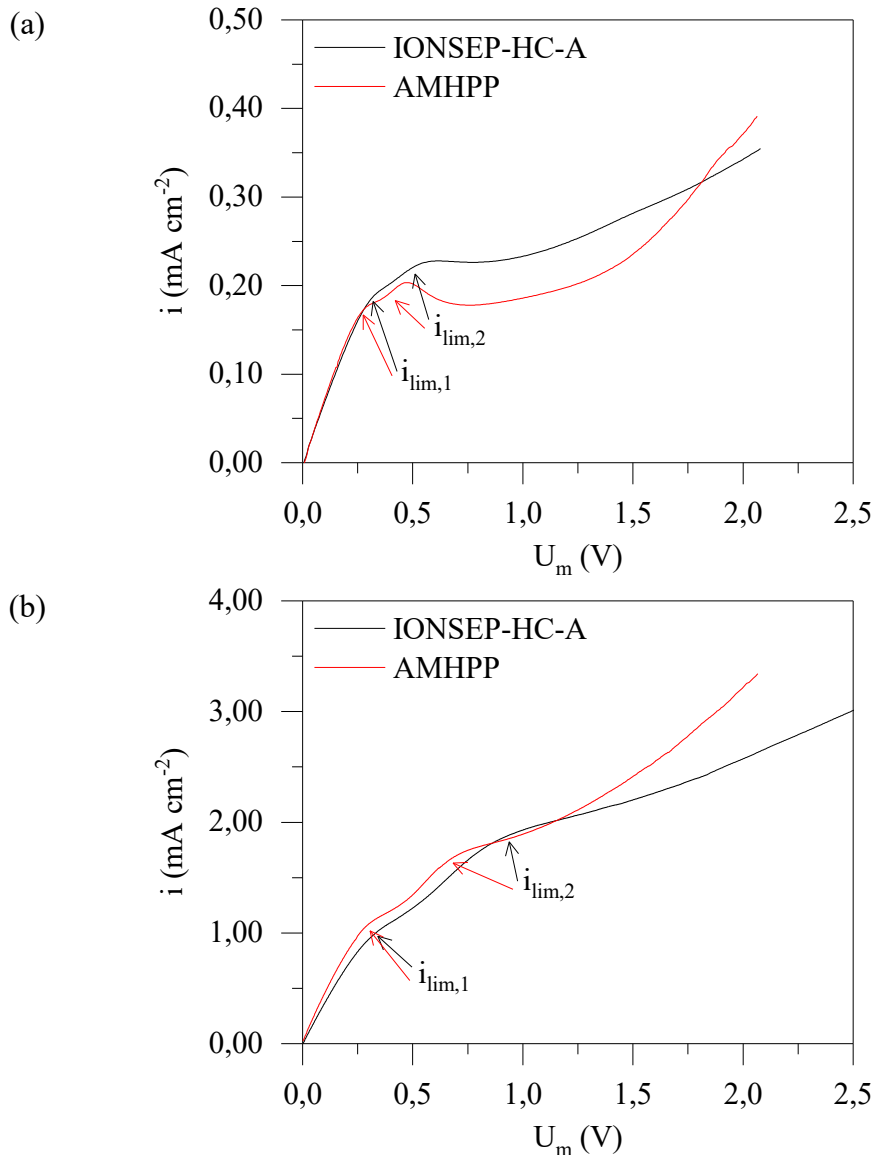 (a)
0,50
0,40
0,30
0,20
0,10
0,00
i (mA cm-2)
IONSEP-HC-A
AMHPP
ilim,2
ilim,1
0,0 0,5 1,0 1,5 2,0 2,5
Um (V)
(b)
4,00
3,00
2,00
1,00
0,00
i (mA cm-2)
IONSEP-HC-A
AMHPP
ilim,2
ilim,1
0,0 0,5 1,0 1,5 2,0 2,5
Um (V)